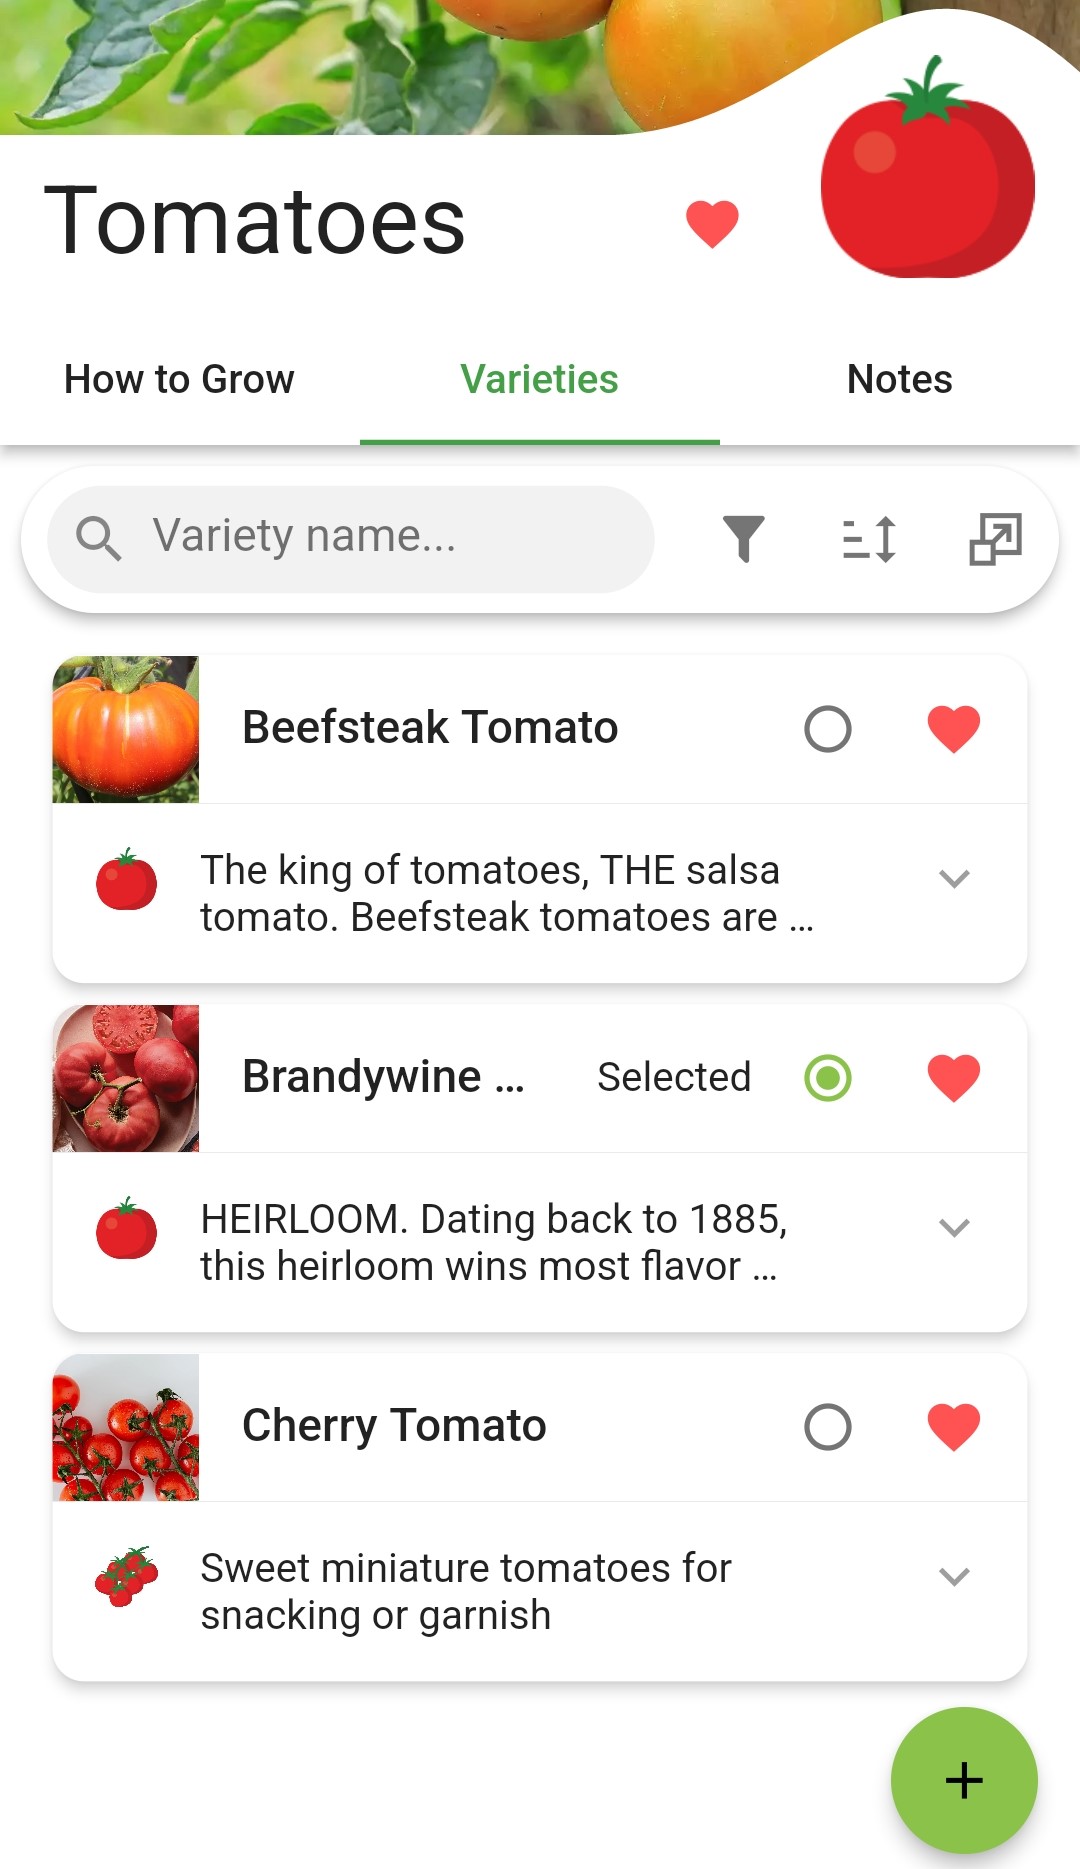 Tomatoes
How to Grow
Varieties
Notes
Variety name...
Beefsteak Tomato
The king of tomatoes, THE salsa
tomato. Beefsteak tomatoes are ...
Brandywine ...
Selected
HEIRLOOM. Dating back to 1885,
this heirloom wins most flavor ...
Cherry Tomato
Sweet miniature tomatoes for
snacking or garnish